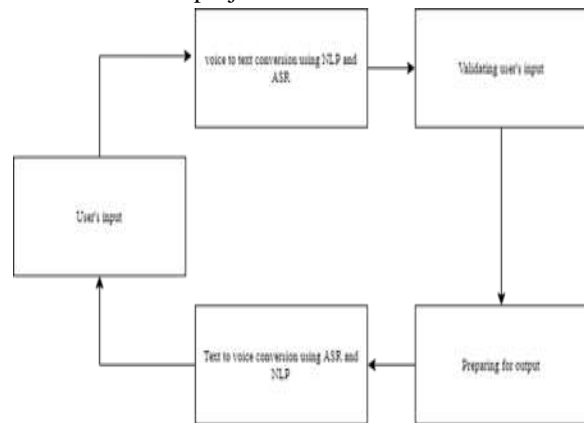 voice to text conversion using NLP and
ASR
Validating user's input
User's input
Text to voice conversion using ASR and
NLP
Preparing for output